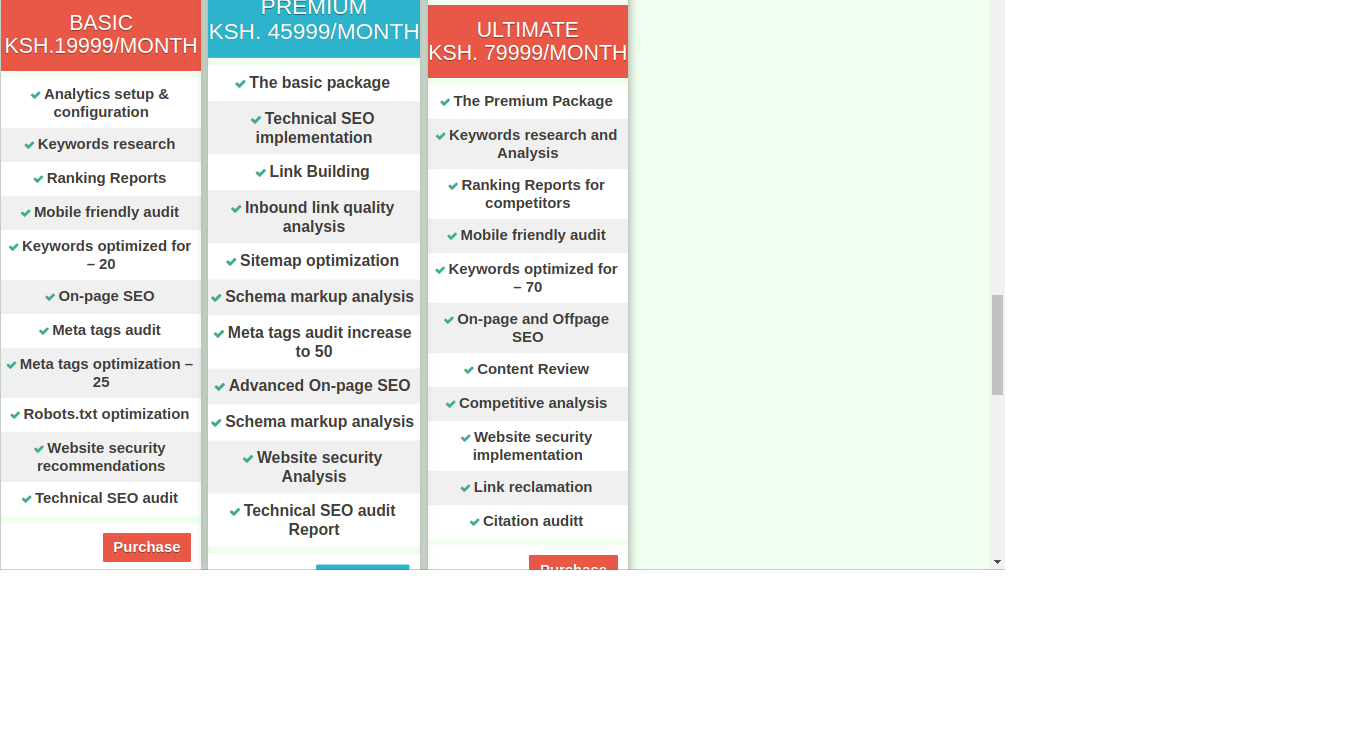 BASIC
KSH.19999/MONTH
Analytics setup &
configuration
Keywords research
Ranking Reports
Mobile friendly audit
Keywords optimized for
– 20
On-page SEO
Meta tags audit
Meta tags optimization –
25
Robots.txt optimization
Website security
recommendations
Technical SEO audit
Purchase
PREMIUM
KSH. 45999/MONTH
The basic package
Technical SEO
implementation
Link Building
Inbound link quality
analysis
Sitemap optimization
Schema markup analysis
Meta tags audit increase
to 50
Advanced On-page SEO
Schema markup analysis
Website security
Analysis
Technical SEO audit
Report
ULTIMATE
KSH. 79999/MONTH
The Premium Package
Keywords research and
Analysis
Ranking Reports for
competitors
Mobile friendly audit
Keywords optimized for
– 70
On-page and Offpage
SEO
Content Review
Competitive analysis
Website security
implementation
Link reclamation
Citation auditt
Purchase